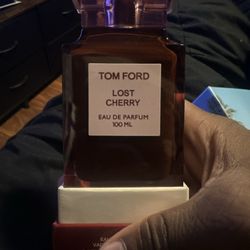 TOM FORD
LOST
CHERRY
EAU DE PARFUM
100 ML